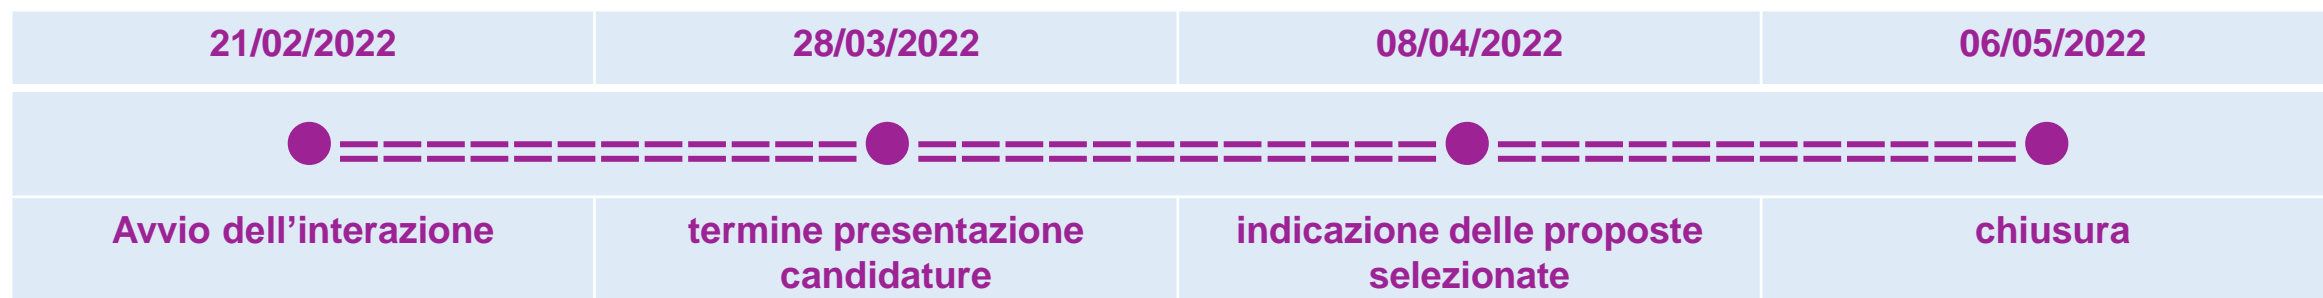 21/02/2022
28/03/2022
08/04/2022
06/05/2022
Avvio dell’interazione
termine presentazione
candidature
indicazione delle proposte
selezionate
chiusura